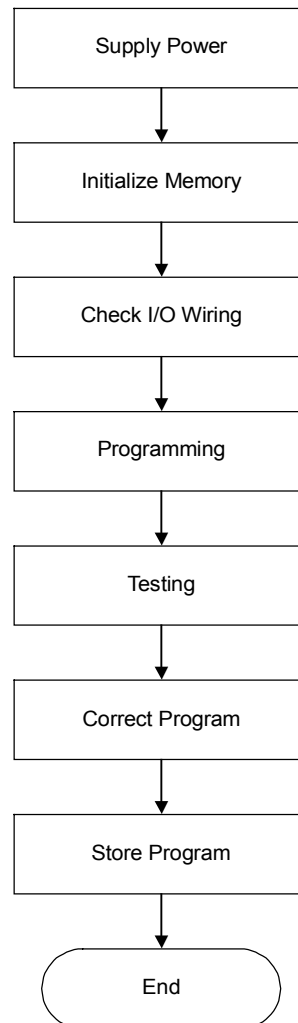 Supply Power
Initialize Memory
Check I/O Wiring
Programming
Testing
Correct Program
Store Program
End